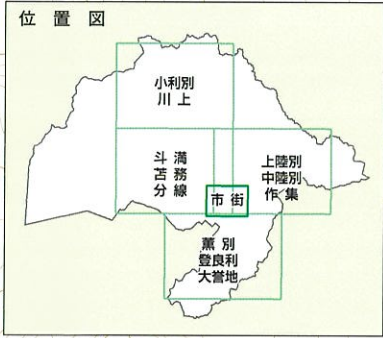 位置図
小利別
川上
斗満
苫務
分線
上陸別
中陸別
作集
市街
薫別
登良利
大誉地